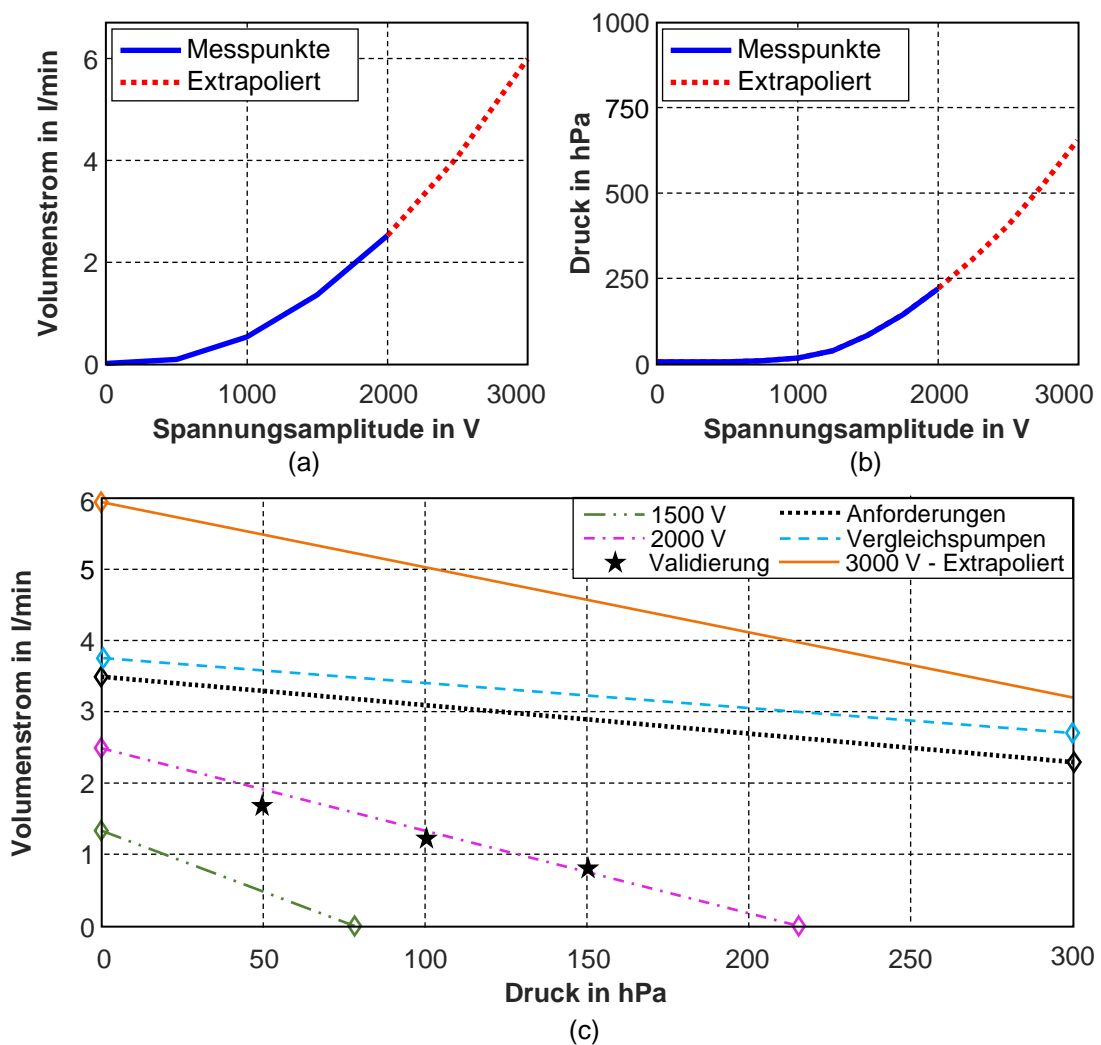 Messpunkte
Extrapoliert
Volumenstrom in l/min
6
4
2
0
0 1000 2000 3000
Spannungsamplitude in V
(a)
Messpunkte
Extrapoliert
Druck in hPa
1000
750
500
250
0
0 1000 2000 3000
Spannungsamplitude in V
(b)
1500 V
2000 V
Validierung
Anforderungen
Vergleichspumpen
3000 V - Extrapoliert
Volumenstrom in l/min
6
5
4
3
2
1
0
0 50 100 150 200 250 300
Druck in hPa
(c)